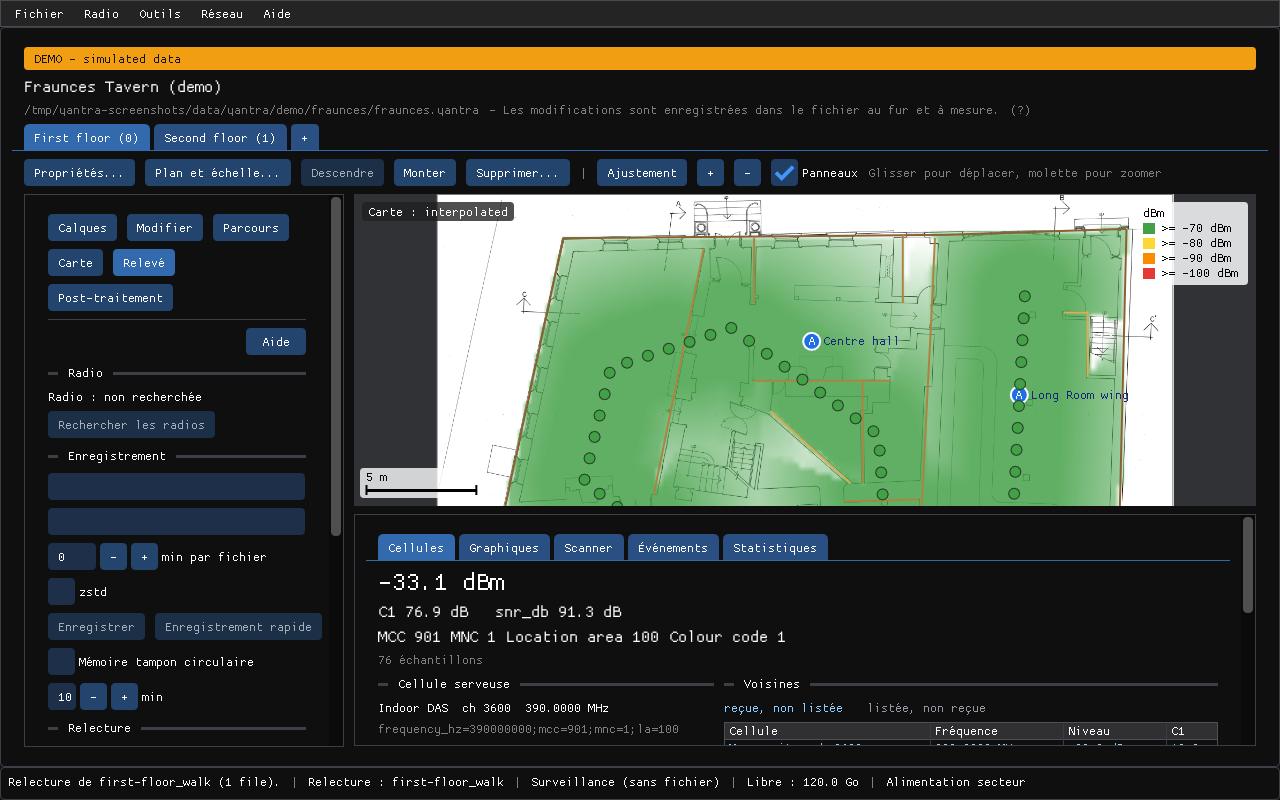 Fichier Radio Outils Réseau Aide
DEMO - simulated data
Fraunces Tavern (demo)
/tmp/yantra-screenshots/data/yantra/demo/fraunces/fraunces.yantra - Les modifications sont enregistrées dans le fichier au fur et à mesure. (?)
First floor (0) Second floor (1) +
Propriétés... Plan et échelle... Descendre Monter Supprimer... | Ajustement + - Panneaux Glisser pour déplacer, molette pour zoomer
Calques Modifier Parcours
Carte Relevé
Post-traitement
Aide
Radio
Radio : non recherchée
Rechercher les radios
Enregistrement
0 - + min par fichier
zstd
Enregistrer Enregistrement rapide
Mémoire tampon circulaire
10 - + min
Relecture
Carte : interpolated
A
B
C
C'
A Centre hall
A Long Room wing
5 m
dBm
>= -70 dBm
>= -80 dBm
>= -90 dBm
>= -100 dBm
Cellules Graphiques Scanner Événements Statistiques
-33.1 dBm
C1 76.9 dB snr_db 91.3 dB
MCC 901 MNC 1 Location area 100 Colour code 1
76 échantillons
Cellule serveuse
Indoor DAS ch 3600 390.0000 MHz
frequency_hz=390000000;mcc=901;mnc=1;la=100
Voisines
reçue, non listée listée, non reçue
Cellule Fréquence Niveau C1
Relecture de first-floor_walk (1 file). | Relecture : first-floor_walk | Surveillance (sans fichier) | Libre : 120.0 Go | Alimentation secteur